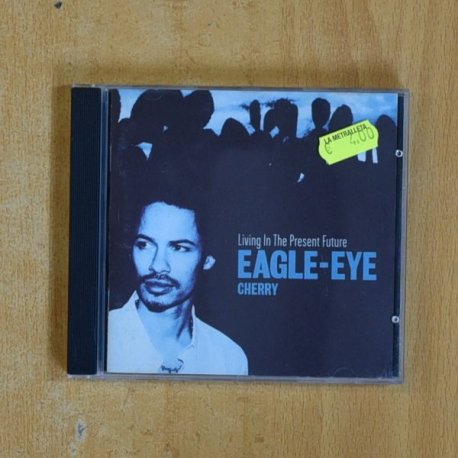 LA METRALLETA
€
Living In The Present Future
EAGLE-EYE
CHERRY